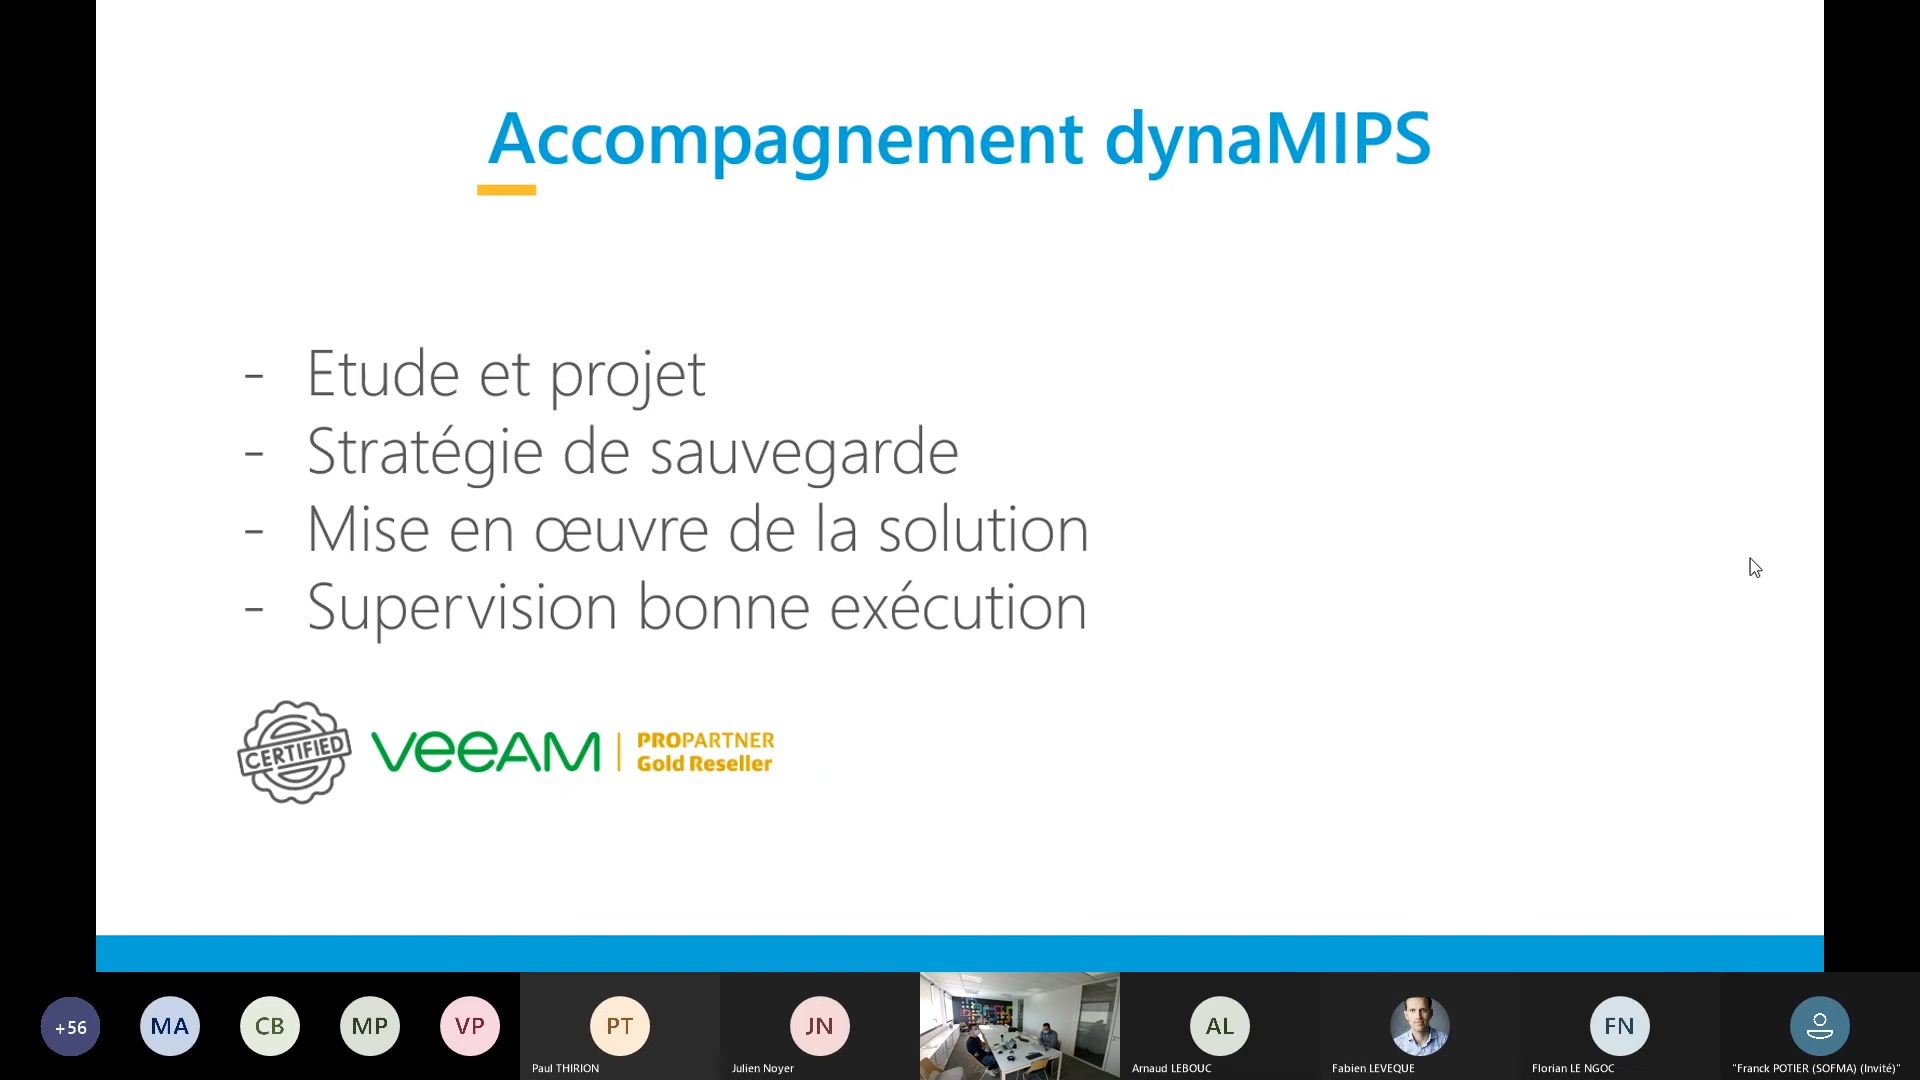 Accompagnement dynaMIPS
- Etude et projet
- Stratégie de sauvegarde
- Mise en œuvre de la solution
- Supervision bonne exécution
CERTIFIED
veeAM | PROPARTNER
Gold Reseller
+56
MA
CB
MP
VP
PT
JN
AL
FN
Paul THIRION
Julien Noyer
Arnaud LEBOUC
Fabien LEVEQUE
Florian LE NGOC
"Franck POTIER (SOFMA) (Invité)"